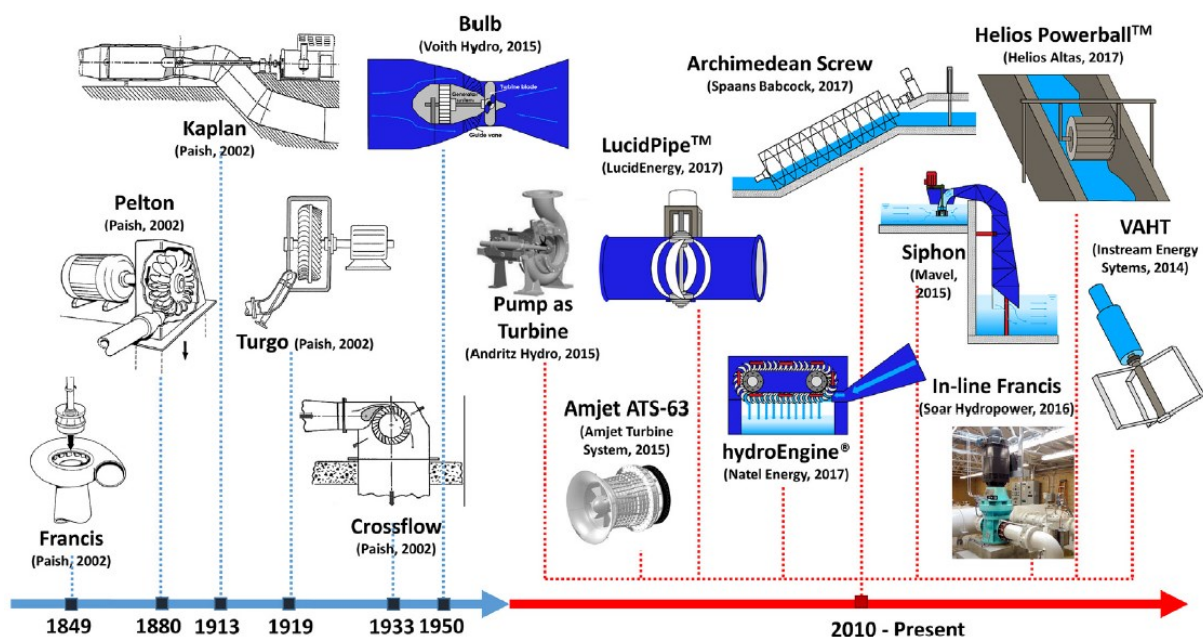 Bulb
(Voith Hydro, 2015)
Generator
Turbine blade
Guide vane
Kaplan
(Paish, 2002)
Pelton
(Paish, 2002)
Turgo (Paish, 2002)
Francis
(Paish, 2002)
Crossflow
(Paish, 2002)
Pump as
Turbine
(Andritz Hydro, 2015)
LucidPipe™
(LucidEnergy, 2017)
Archimedean Screw
(Spaans Babcock, 2017)
Helios Powerball™
(Helios Altas, 2017)
Siphon
(Mavel,
2015)
VAHT
(Instream Energy
Sytems, 2014)
Amjet ATS-63
(Amjet Turbine
System, 2015)
hydroEngine®
(Natel Energy, 2017)
In-line Francis
(Soar Hydropower, 2016)
1849
1880
1913
1919
1933
1950
2010 - Present